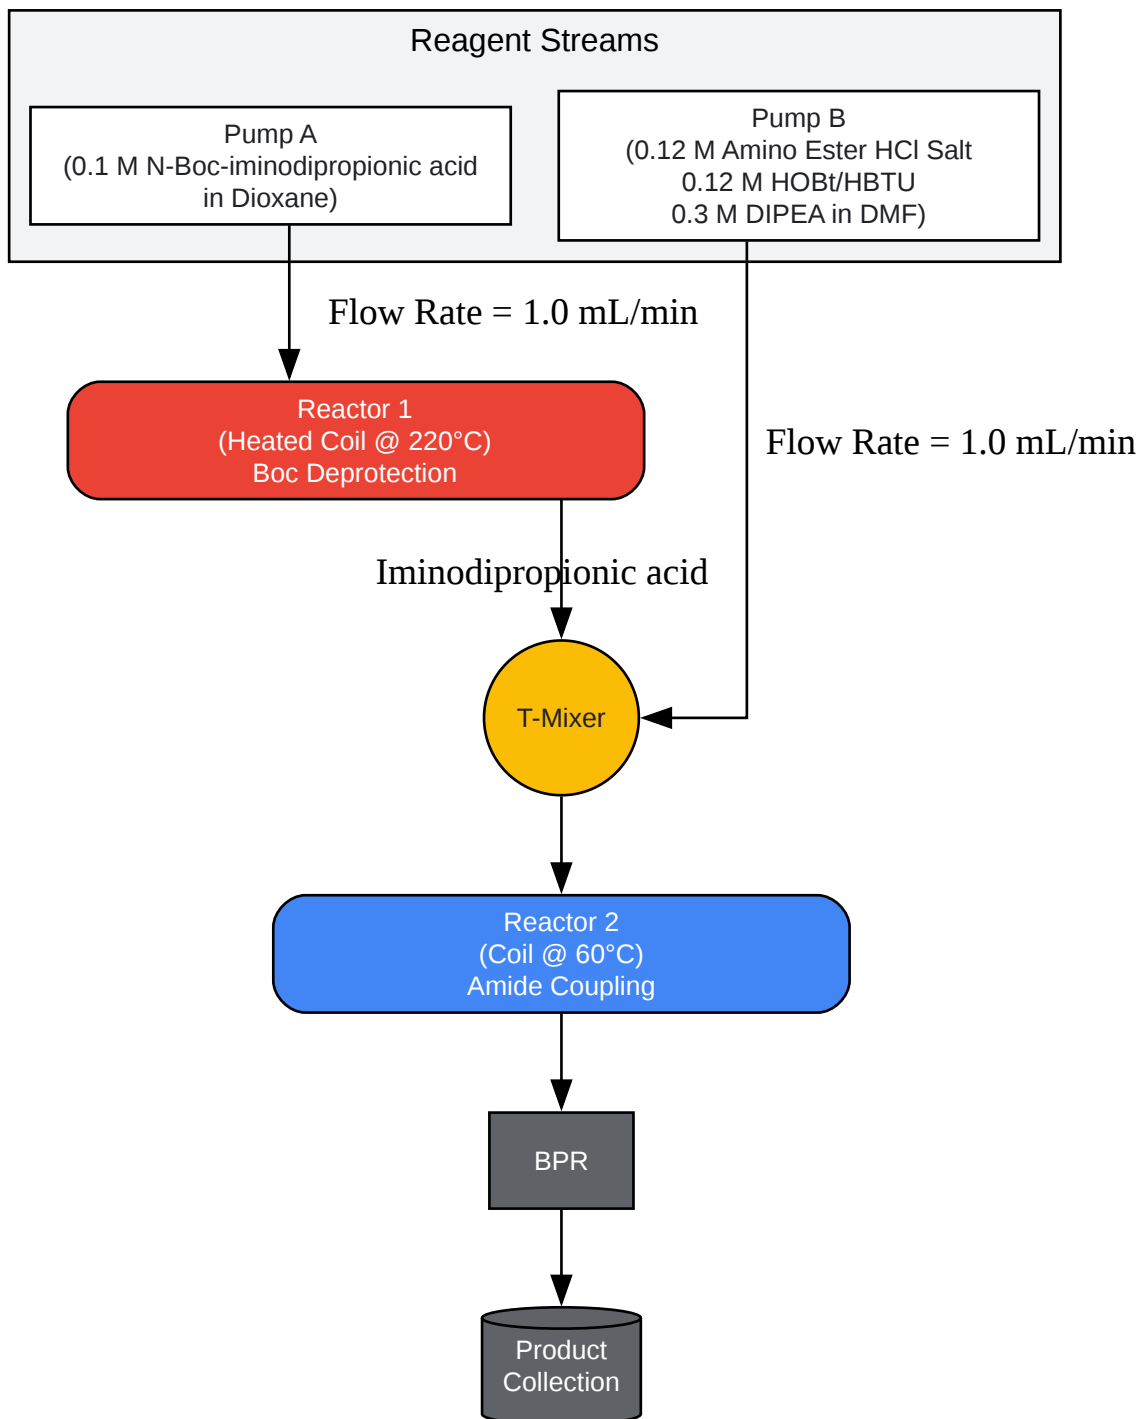 Reagent Streams
Pump A
(0.1 M N-Boc-iminodipropionic acid
in Dioxane)
Pump B
(0.12 M Amino Ester HCl Salt
0.12 M HOBt/HBTU
0.3 M DIPEA in DMF)
Flow Rate = 1.0 mL/min
Reactor 1
(Heated Coil @ 220°C)
Boc Deprotection
Flow Rate = 1.0 mL/min
Iminodipropionic acid
T-Mixer
Reactor 2
(Coil @ 60°C)
Amide Coupling
BPR
Product
Collection